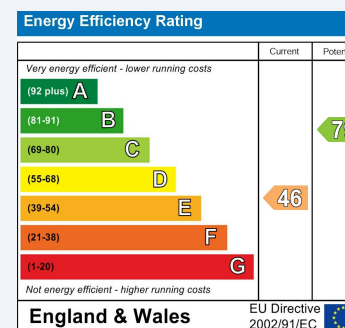 Energy Efficiency Rating
Current
Very energy efficient - lower running costs
(92 plus) A
(81-91) B
(69-80) C
(55-68) D
(39-54) E
46
(21-38) F
(1-20) G
Not energy efficient - higher running costs
England & Wales
EU Directive
2002/91/EC